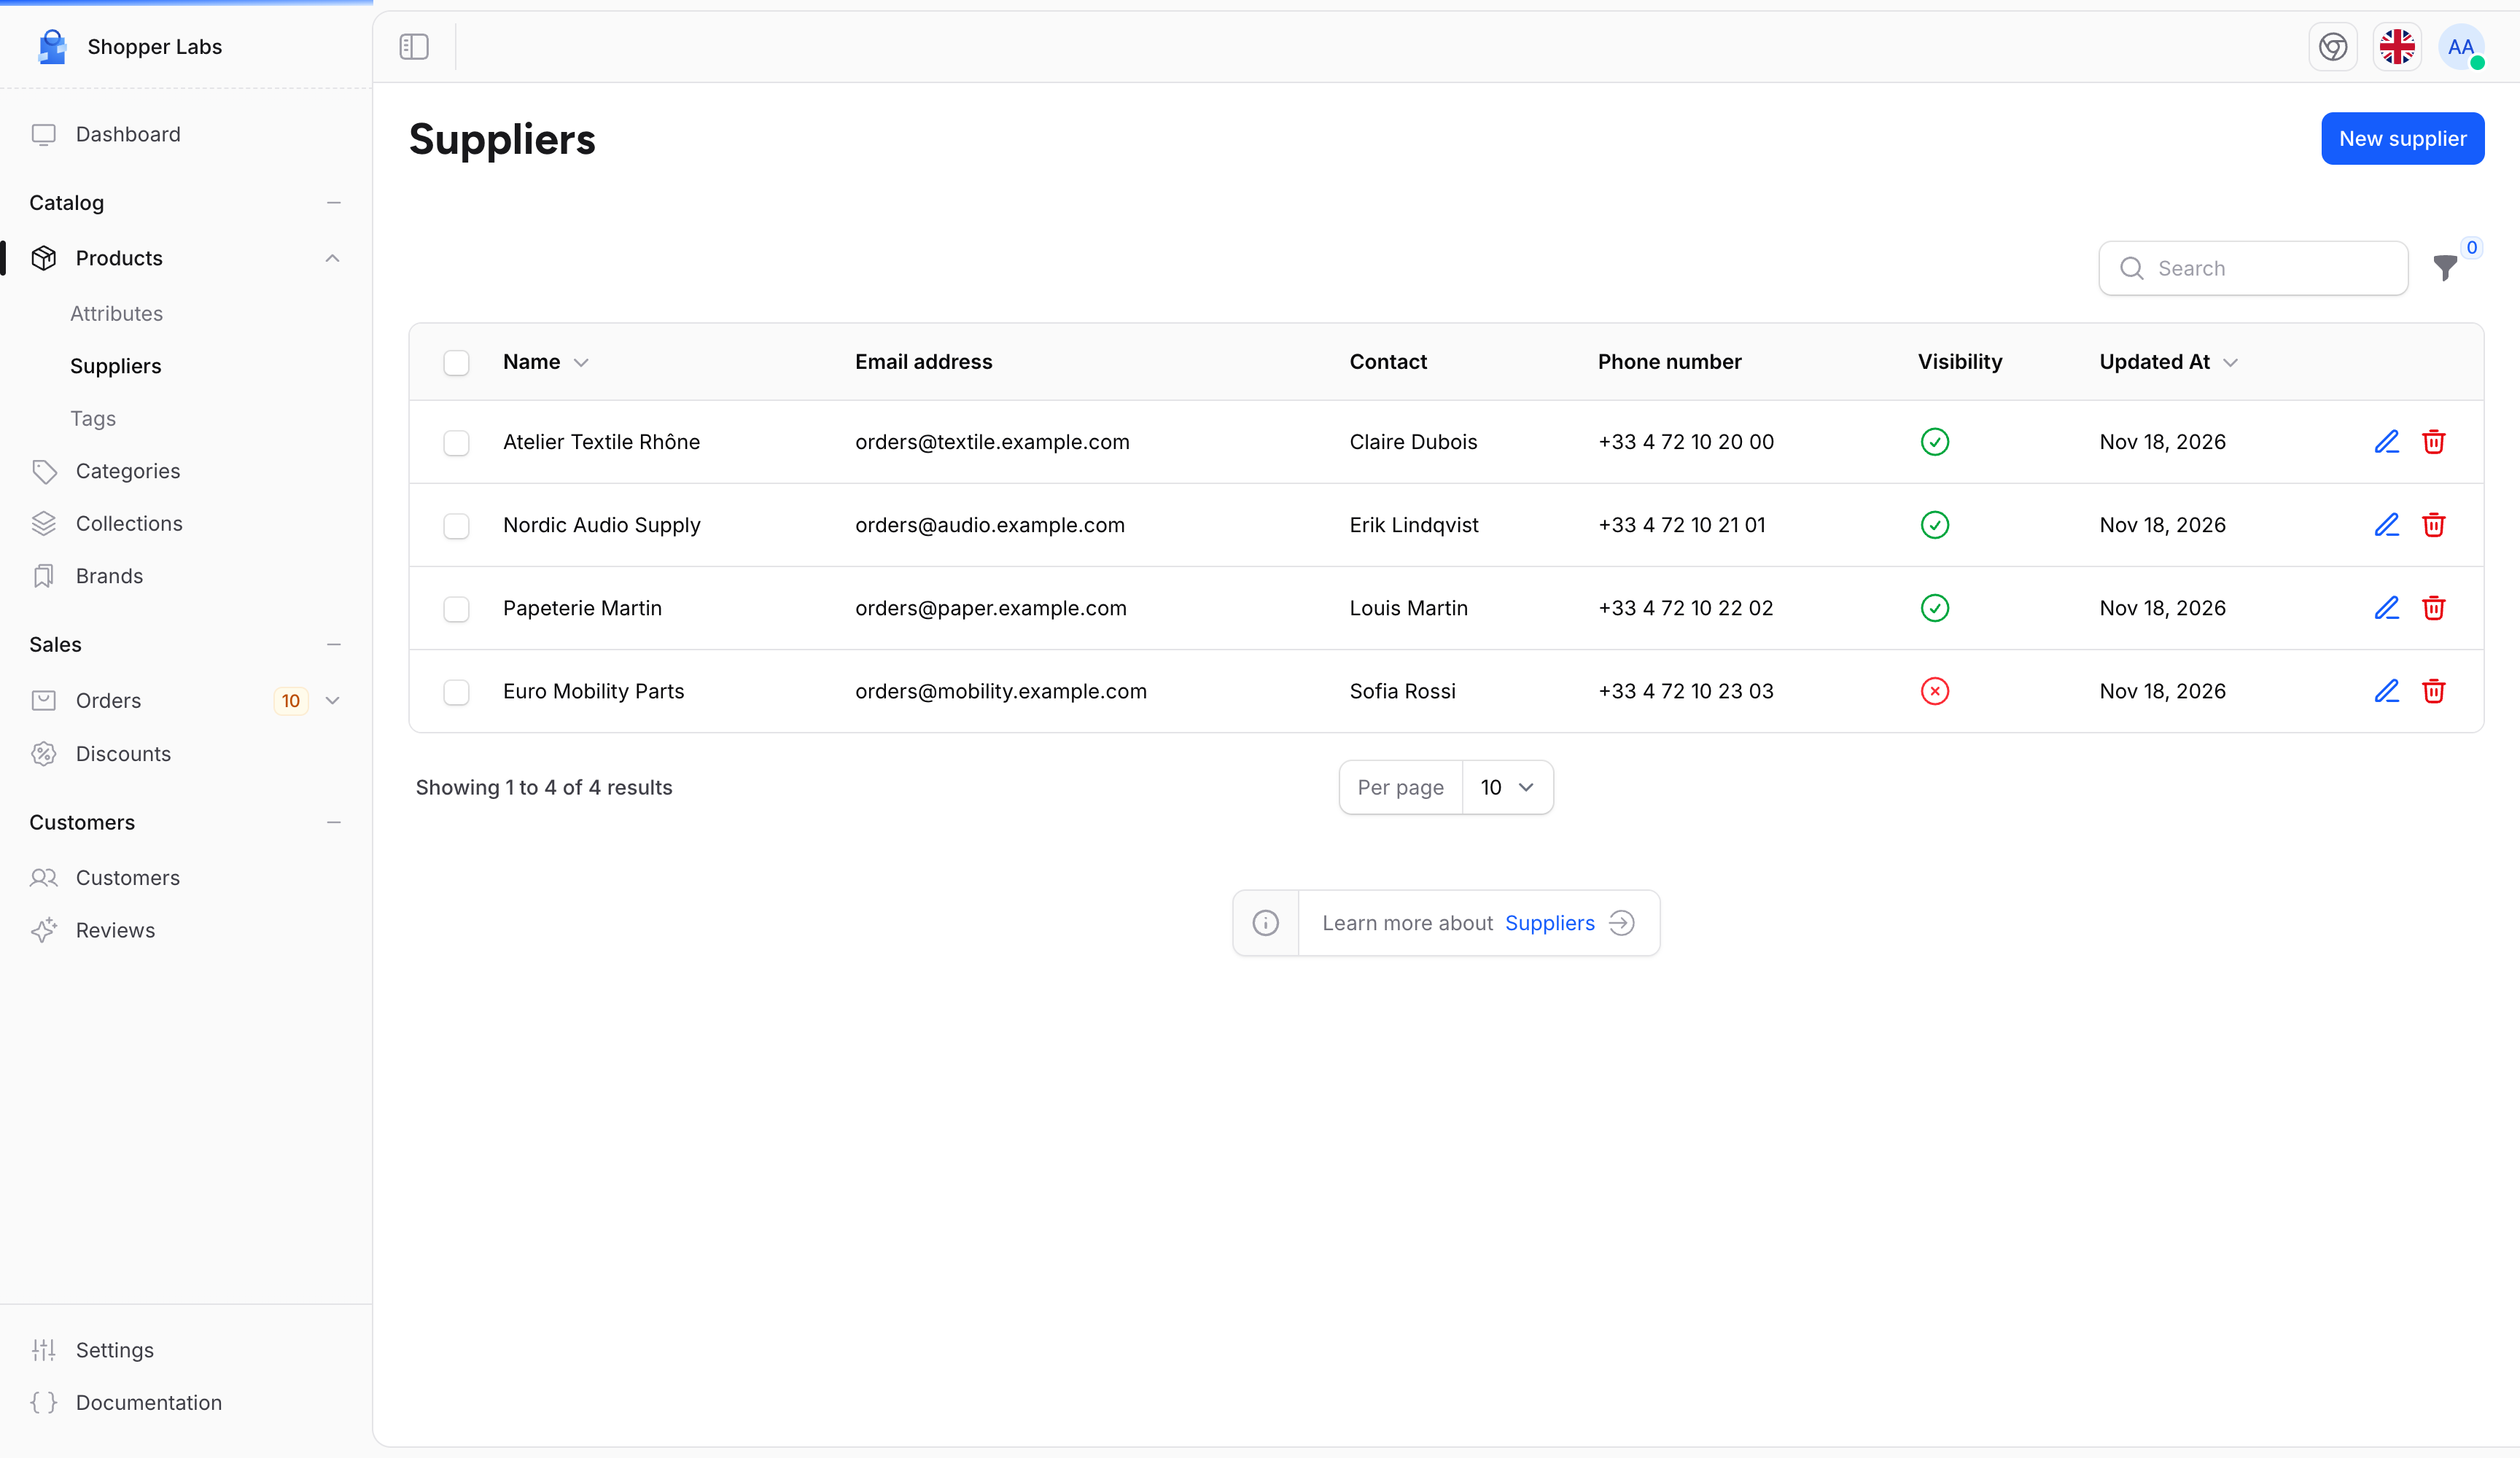 Shopper Labs
AA
Dashboard
Catalog
Products
Attributes
Suppliers
Tags
Categories
Collections
Brands
Sales
Orders 10
Discounts
Customers
Customers
Reviews
Settings
Documentation
Suppliers
New supplier
Search
0
Name Email address Contact Phone number Visibility Updated At
Atelier Textile Rhône orders@textile.example.com Claire Dubois +33 4 72 10 20 00 Nov 18, 2026
Nordic Audio Supply orders@audio.example.com Erik Lindqvist +33 4 72 10 21 01 Nov 18, 2026
Papeterie Martin orders@paper.example.com Louis Martin +33 4 72 10 22 02 Nov 18, 2026
Euro Mobility Parts orders@mobility.example.com Sofia Rossi +33 4 72 10 23 03 Nov 18, 2026
Showing 1 to 4 of 4 results
Per page 10
Learn more about Suppliers